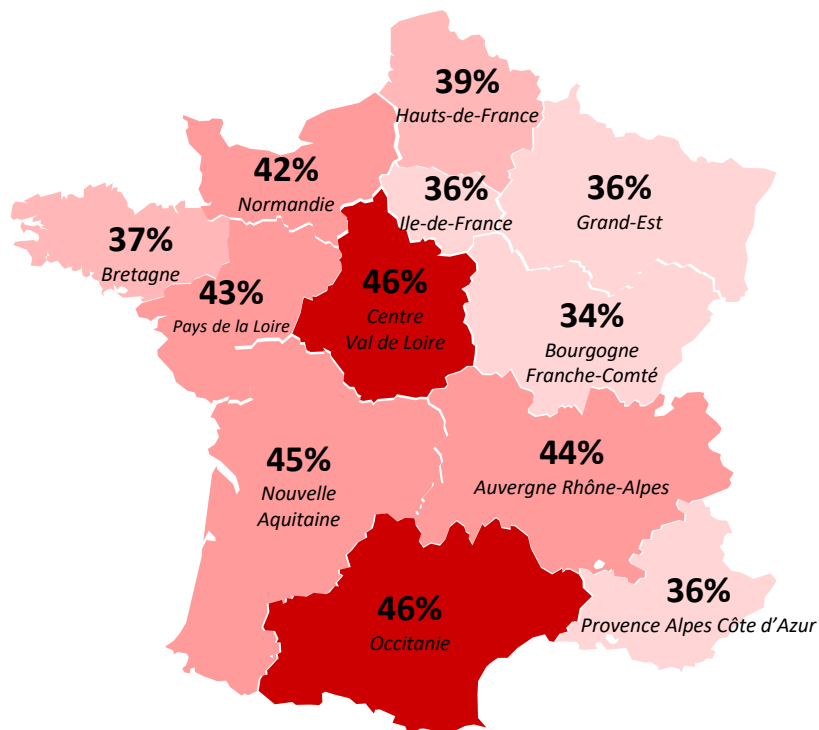 39%
Hauts-de-France
42%
Normandie
36%
Ile-de-France
36%
Grand-Est
37%
Bretagne
43%
Pays de la Loire
46%
Centre
Val de Loire
34%
Bourgogne
Franche-Comté
45%
Nouvelle
Aquitaine
44%
Auvergne Rhône-Alpes
46%
Occitanie
36%
Provence Alpes Côte d’Azur